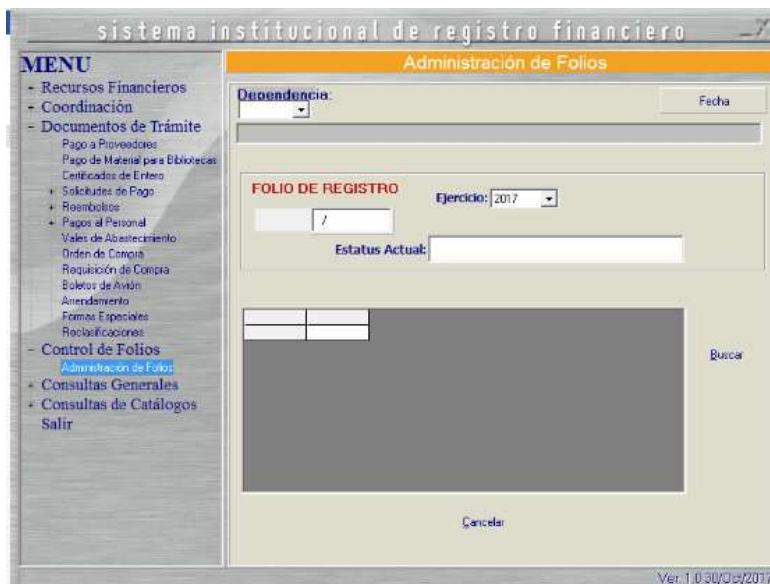 sistema institucional de registro financiero
MENU
+ Recursos Financieros
+ Coordinación
- Documentos de Trámite
Pago a Proveedores
Pago de Material para Bibliotecas
Certificados de Entero
+ Solicitudes de Pago
+ Reembolsos
+ Pagos al Personal
Vales de Abastecimiento
Orden de Compra
Requisición de Compra
Boletos de Avión
Arrendamiento
Formas Especiales
Reclasificaciones
- Control de Folios
Administración de Folios
+ Consultas Generales
+ Consultas de Catálogos
Salir
Administración de Folios
Dependencia:
Fecha
FOLIO DE REGISTRO
Ejercicio: 2017
/
Estatus Actual:
Buscar
Cancelar
Ver. 1.0.30/Oct/2017